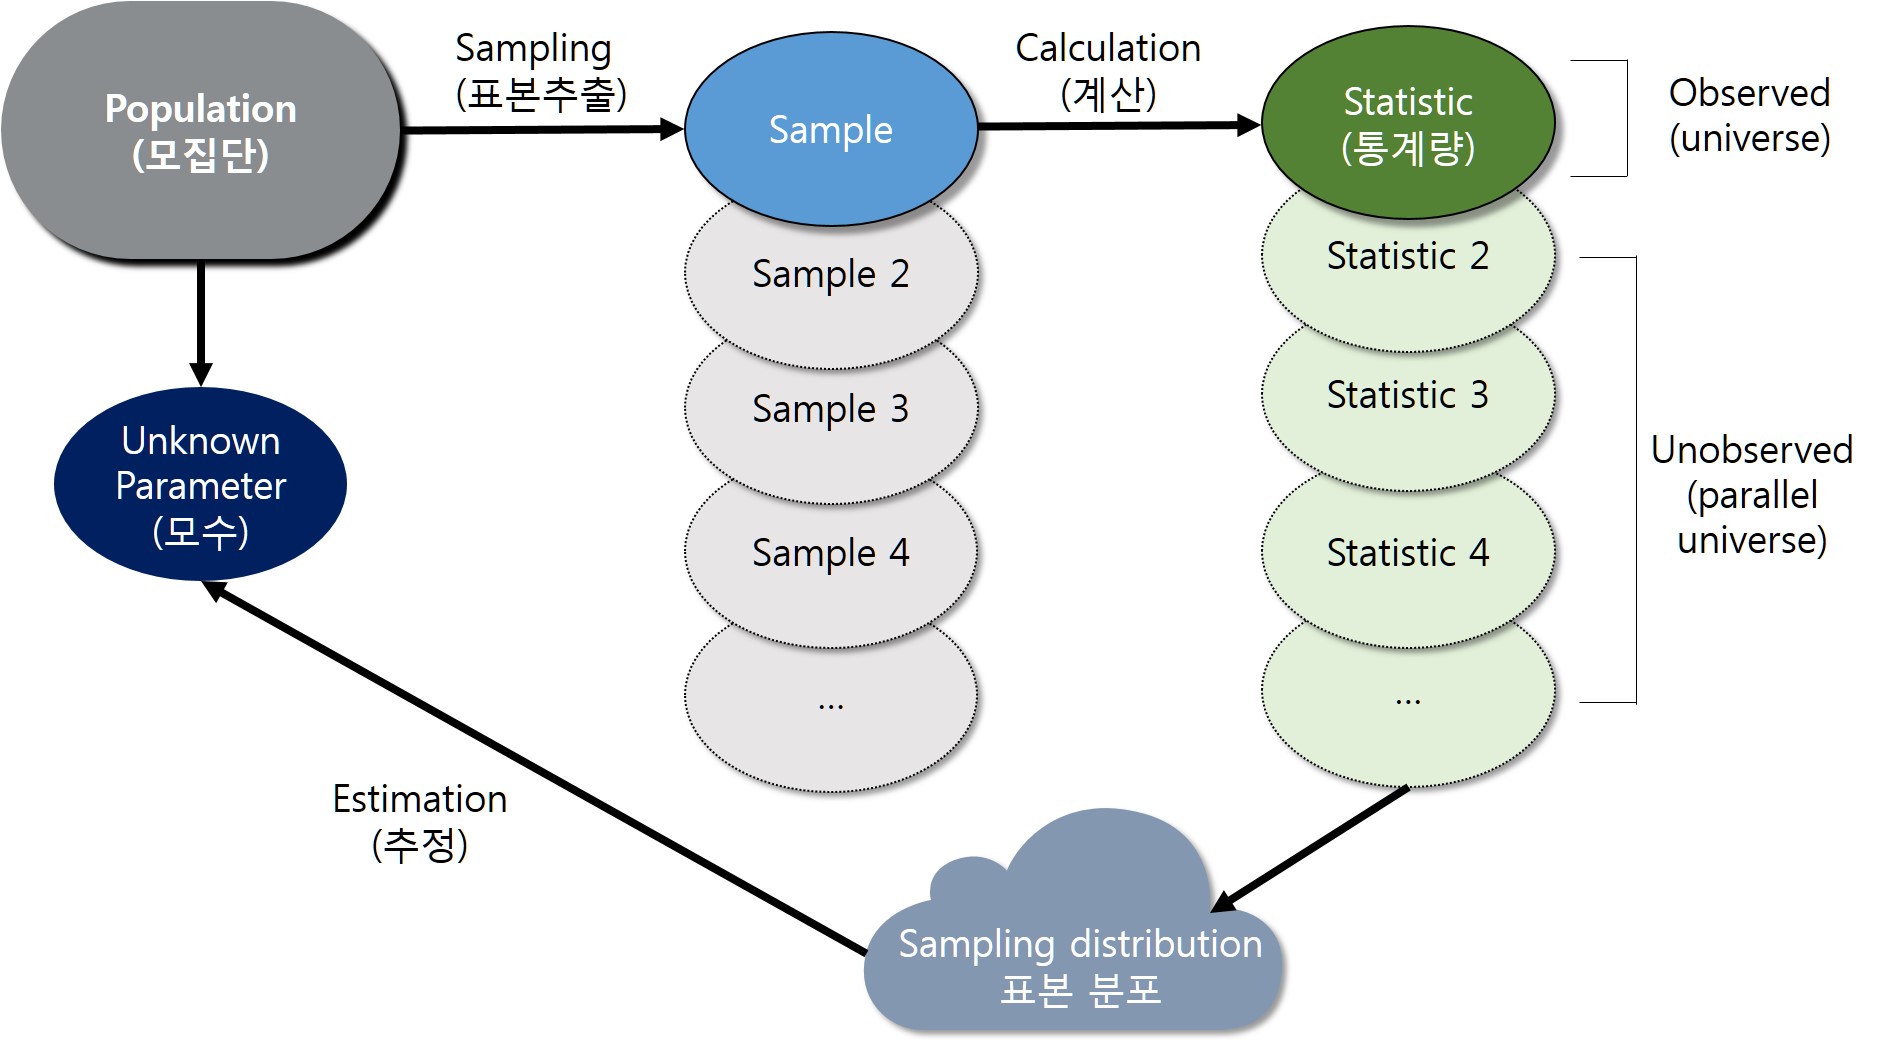 Population
(모집단)
Sampling
(표본추출)
Sample
Calculation
(계산)
Statistic
(통계량)
Observed
(universe)
Sample 2
Sample 3
Sample 4
...
Statistic 2
Statistic 3
Statistic 4
...
Unobserved
(parallel
universe)
Unknown
Parameter
(모수)
Estimation
(추정)
Sampling distribution
표본 분포